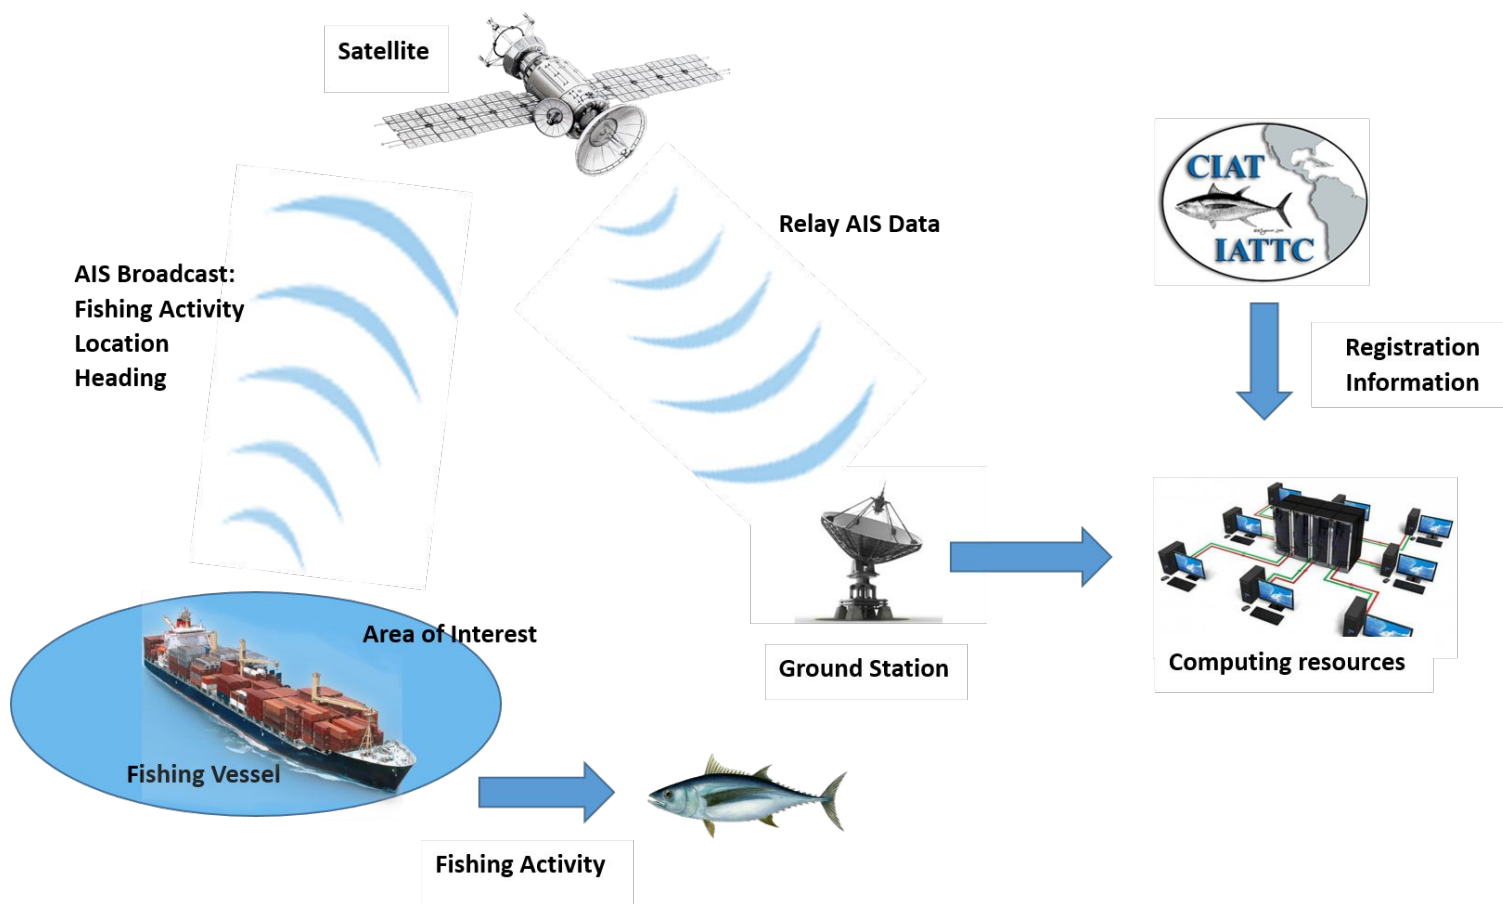 Satellite
Relay AIS Data
CIAT
IATTC
AIS Broadcast:
Fishing Activity
Location
Heading
Registration
Information
Area of Interest
Ground Station
Computing resources
Fishing Vessel
Fishing Activity